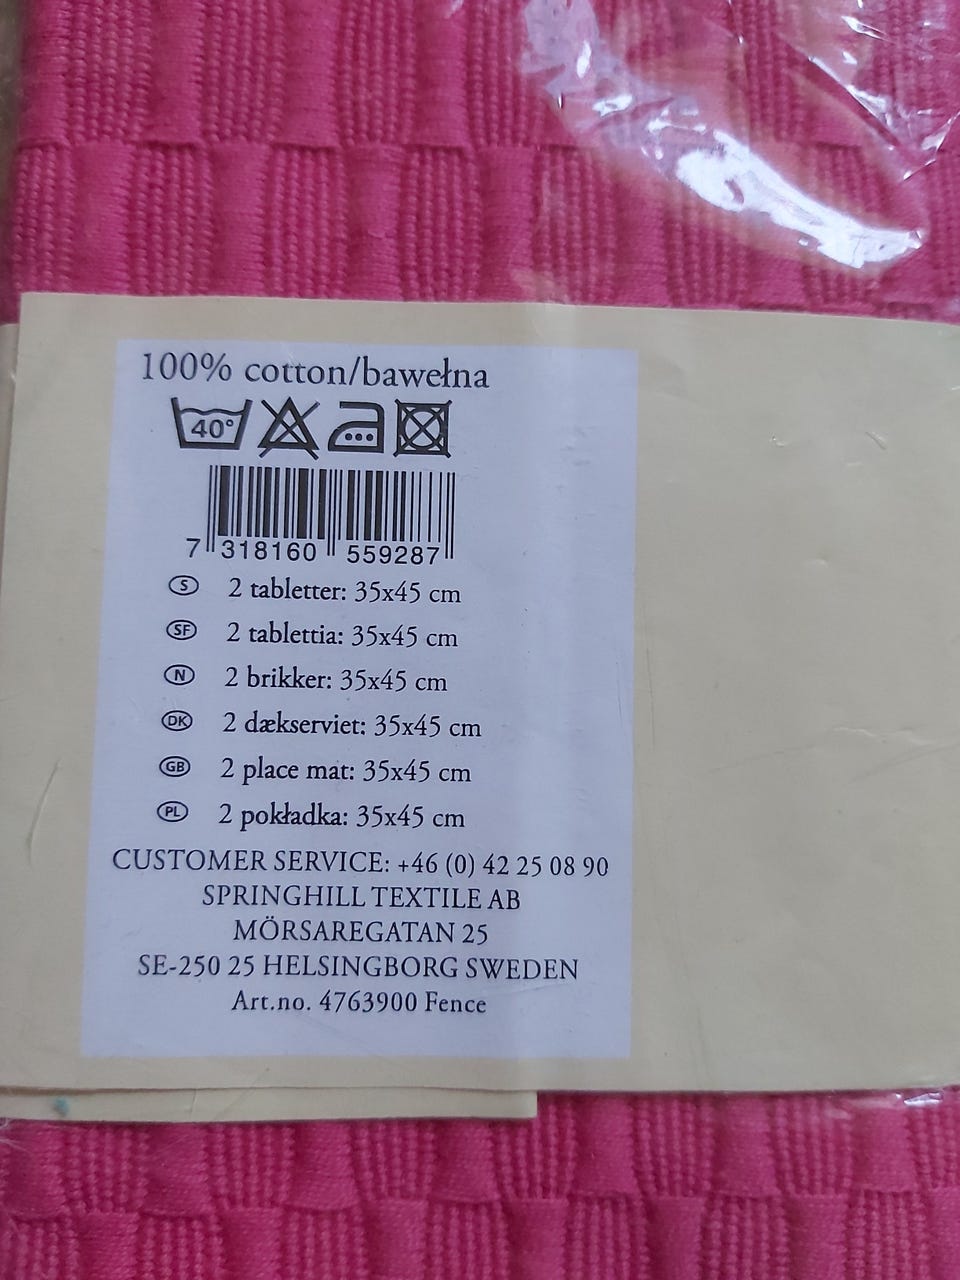 100% cotton/bawełna
40°
7 318160 559287
S 2 tabletter: 35x45 cm
SF 2 tablettia: 35x45 cm
N 2 brikker: 35x45 cm
DK 2 dækserviet: 35x45 cm
GB 2 place mat: 35x45 cm
PL 2 pokładka: 35x45 cm
CUSTOMER SERVICE: +46 (0) 42 25 08 90
SPRINGHILL TEXTILE AB
MÖRSAREGATAN 25
SE-250 25 HELSINGBORG SWEDEN
Art.no. 4763900 Fence